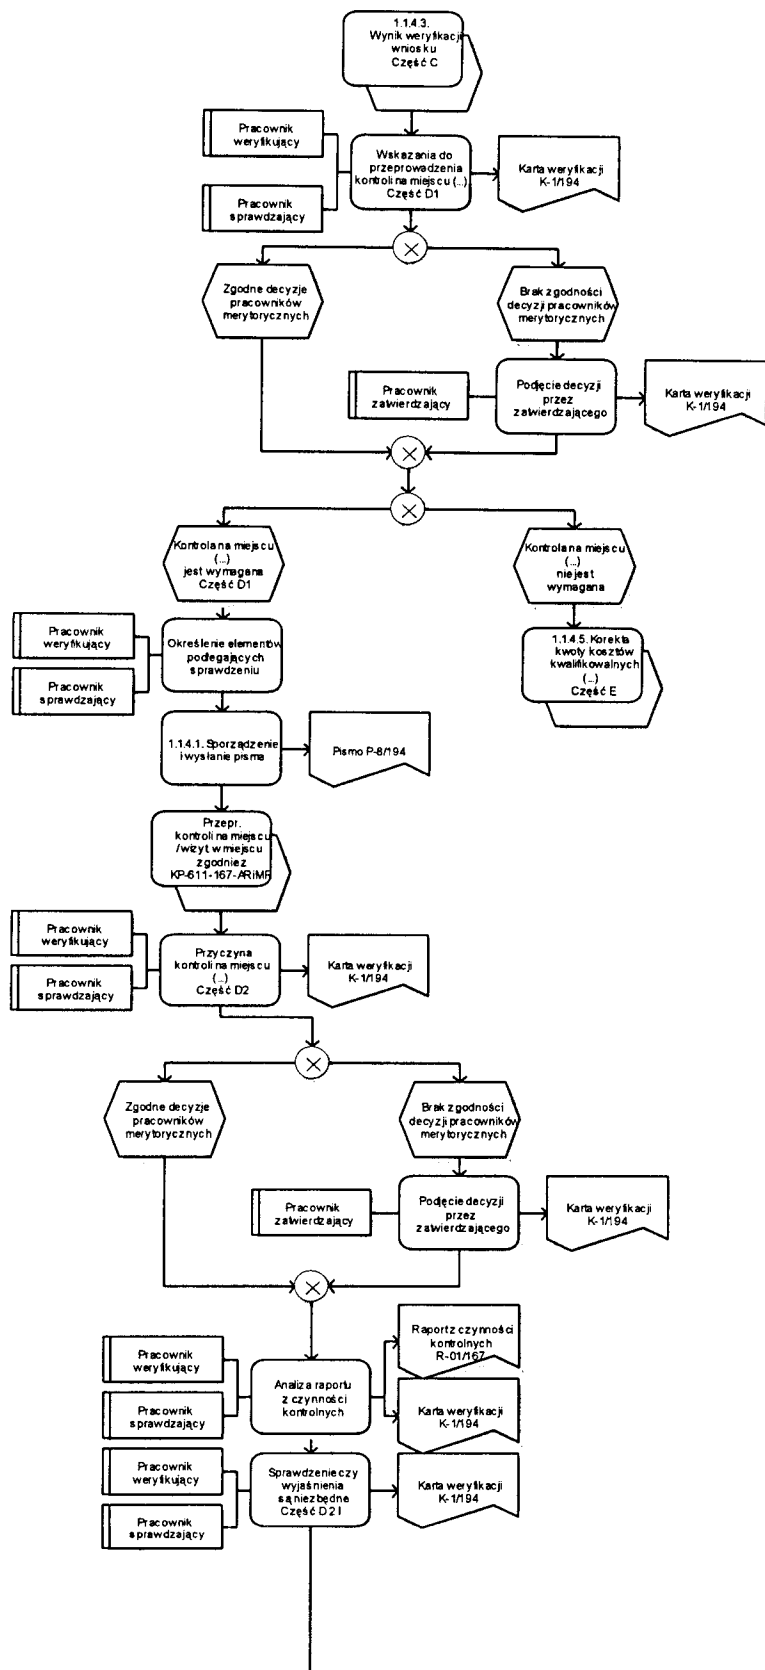 1.1.4.3.
Wynik weryfikacji
wniosku
Część C
Pracownik
weryfikujący
Pracownik
sprawdzający
Wskazania do
przeprowadzenia
kontroli na miejscu (...)
Część D1
Karta weryfikacji
K-1/194
Zgodne decyzje
pracowników
merytorycznych
Brak zgodności
decyzji pracowników
merytorycznych
Pracownik
zatwierdzający
Podjęcie decyzji
przez
zatwierdzającego
Karta weryfikacji
K-1/194
Kontrola na miejscu
(...)
jest wymagana
Część D1
Kontrola na miejscu
(...)
nie jest
wymagana
Pracownik
weryfikujący
Pracownik
sprawdzający
Określenie elementów
podlegających
sprawdzeniu
1.1.4.5. Korekta
kwoty kosztów
kwalifikowalnych
(...)
Część E
1.1.4.1. Sporządzenie
i wysłanie pisma
Pismo P-8/194
Przepr.
kontroli na miejscu
/wizyt. w miejscu
zgodnie z
KP-611-167-ARiMR
Pracownik
weryfikujący
Pracownik
sprawdzający
Przyczyna
kontroli na miejscu
(...)
Część D2
Karta weryfikacji
K-1/194
Zgodne decyzje
pracowników
merytorycznych
Brak zgodności
decyzji pracowników
merytorycznych
Pracownik
zatwierdzający
Podjęcie decyzji
przez
zatwierdzającego
Karta weryfikacji
K-1/194
Pracownik
weryfikujący
Pracownik
sprawdzający
Analiza raportu
z czynności
kontrolnych
Raport z czynności
kontrolnych
R-01/167
Karta weryfikacji
K-1/194
Pracownik
weryfikujący
Pracownik
sprawdzający
Sprawdzenie czy
wyjaśnienia
są niezbędne
Część D2 I
Karta weryfikacji
K-1/194